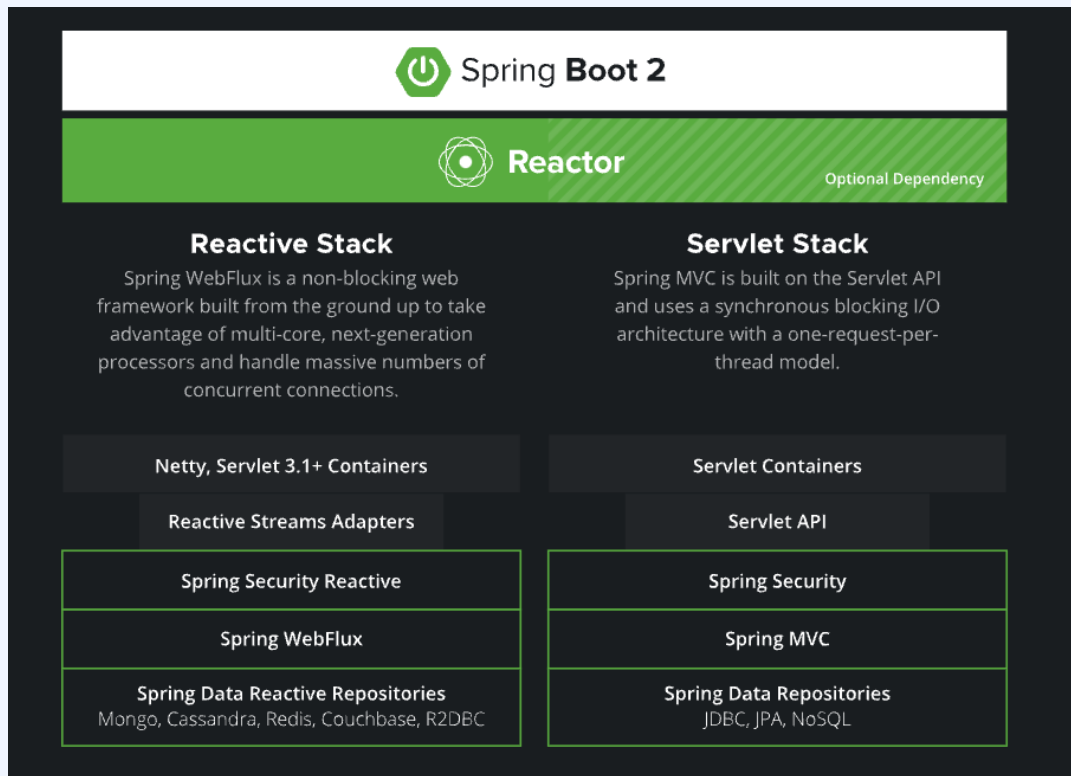 Spring Boot 2
Reactor
Optional Dependency
Reactive Stack
Spring WebFlux is a non-blocking web
framework built from the ground up to take
advantage of multi-core, next-generation
processors and handle massive numbers of
concurrent connections.
Servlet Stack
Spring MVC is built on the Servlet API
and uses a synchronous blocking I/O
architecture with a one-request-per-
thread model.
Netty, Servlet 3.1+ Containers
Servlet Containers
Reactive Streams Adapters
Servlet API
Spring Security Reactive
Spring Security
Spring WebFlux
Spring MVC
Spring Data Reactive Repositories
Mongo, Cassandra, Redis, Couchbase, R2DBC
Spring Data Repositories
JDBC, JPA, NoSQL